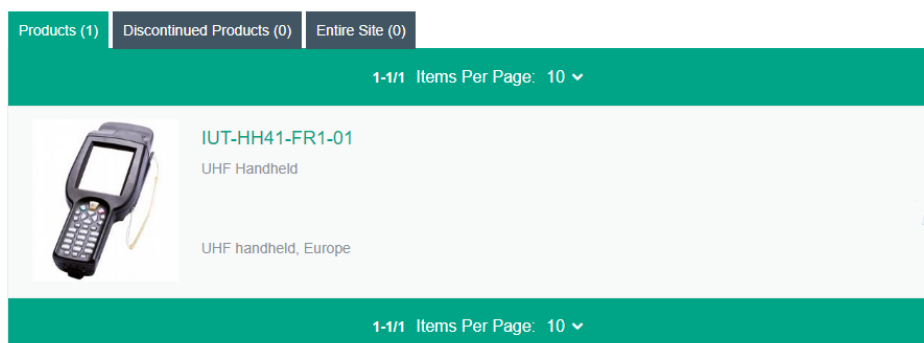 Products (1) Discontinued Products (0) Entire Site (0)
1-1/1 Items Per Page: 10
IUT-HH41-FR1-01
UHF Handheld
UHF handheld, Europe
1-1/1 Items Per Page: 10